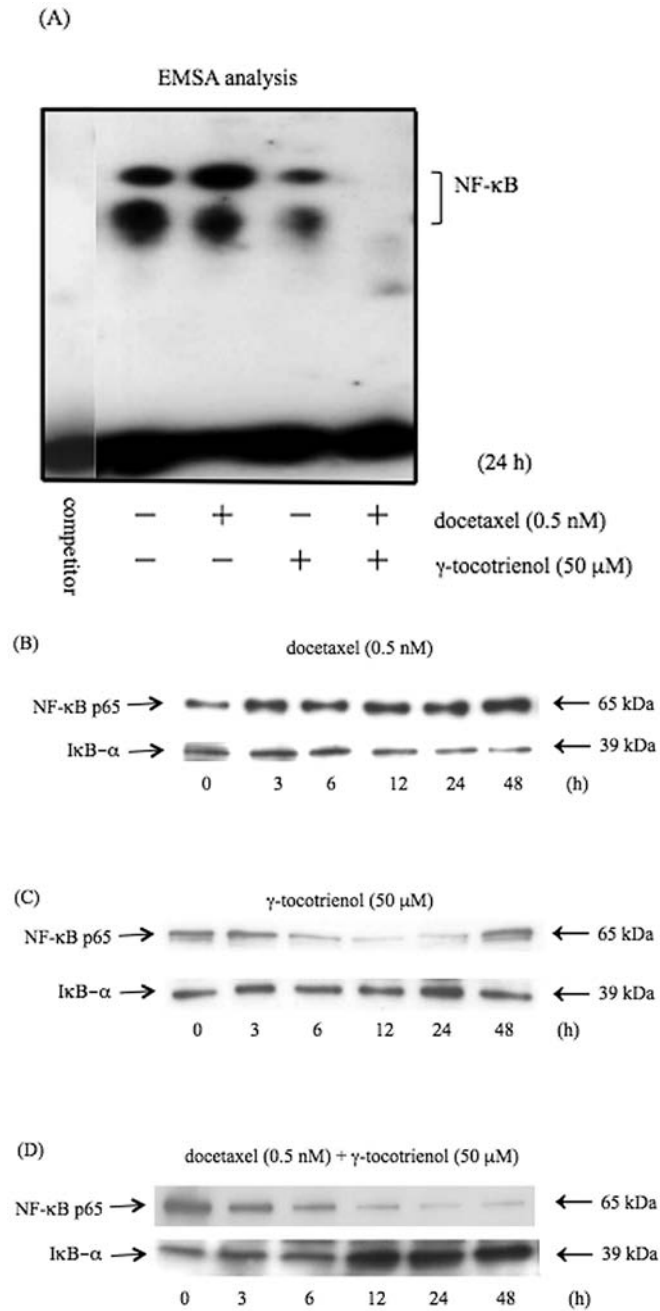 (A)
EMSA analysis
NF-κB
(24 h)
competitor
− + − + docetaxel (0.5 nM)
− − + + γ-tocotrienol (50 μM)
(B)
docetaxel (0.5 nM)
NF-κB p65 → ← 65 kDa
IκB-α → ← 39 kDa
0 3 6 12 24 48 (h)
(C)
γ-tocotrienol (50 μM)
NF-κB p65 → ← 65 kDa
IκB-α → ← 39 kDa
0 3 6 12 24 48 (h)
(D)
docetaxel (0.5 nM) + γ-tocotrienol (50 μM)
NF-κB p65 → ← 65 kDa
IκB-α → ← 39 kDa
0 3 6 12 24 48 (h)